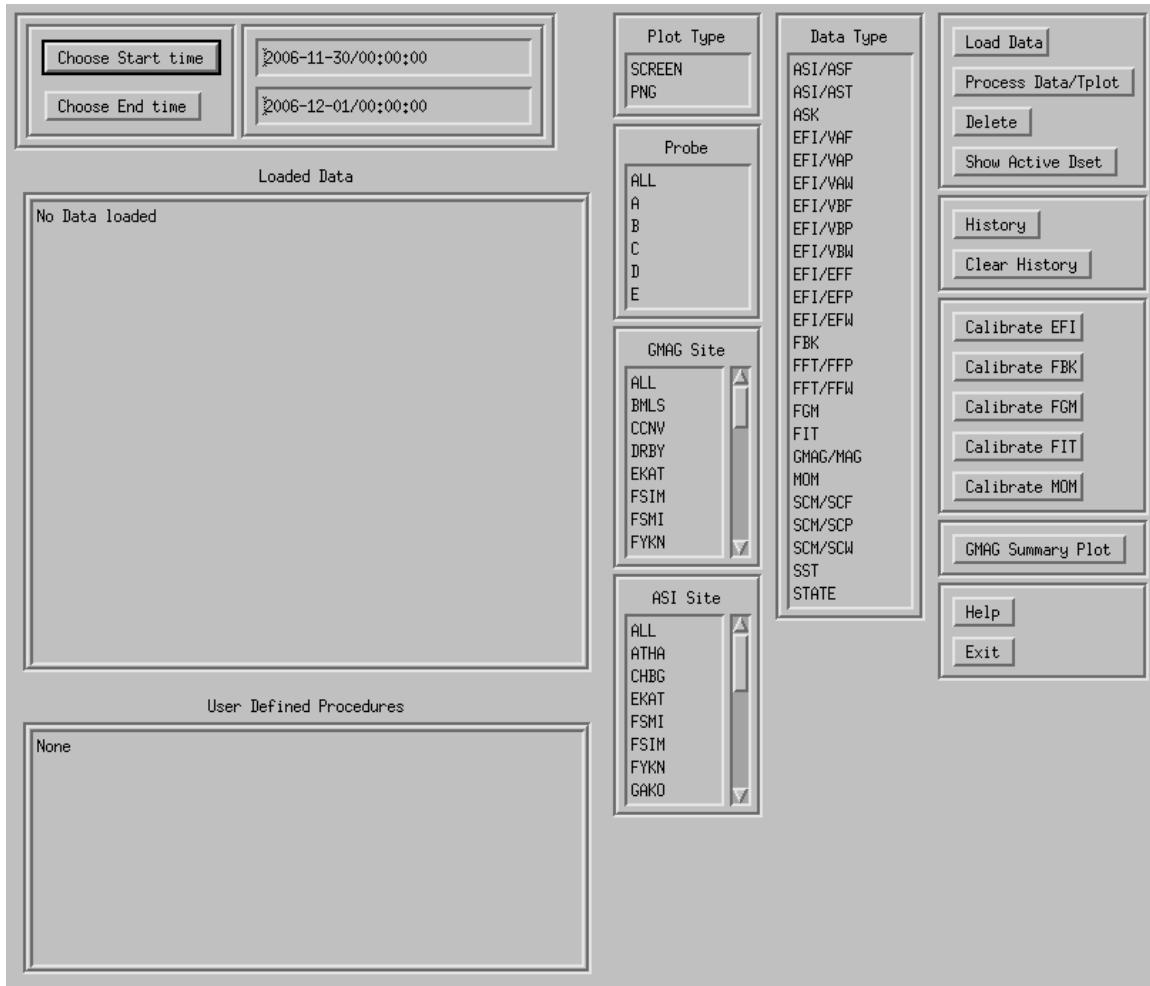 Choose Start time
2006-11-30/00:00:00
Choose End time
2006-12-01/00:00:00
Loaded Data
No Data loaded
User Defined Procedures
None
Plot Type
SCREEN
PNG
Probe
ALL
A
B
C
D
E
GMAG Site
ALL
BMLS
CCNV
DRBY
EKAT
FSIM
FSMI
FYKN
ASI Site
ALL
ATHA
CHBG
EKAT
FSMI
FSIM
FYKN
GAKO
Data Type
ASI/ASF
ASI/AST
ASK
EFI/VAF
EFI/VAP
EFI/VAW
EFI/VBF
EFI/VBP
EFI/VBW
EFI/EFF
EFI/EFP
EFI/EFW
FBK
FFT/FFP
FFT/FFW
FGM
FIT
GMAG/MAG
MOM
SCM/SCF
SCM/SCP
SCM/SCW
SST
STATE
Load Data
Process Data/Tplot
Delete
Show Active Dset
History
Clear History
Calibrate EFI
Calibrate FBK
Calibrate FGM
Calibrate FIT
Calibrate MOM
GMAG Summary Plot
Help
Exit